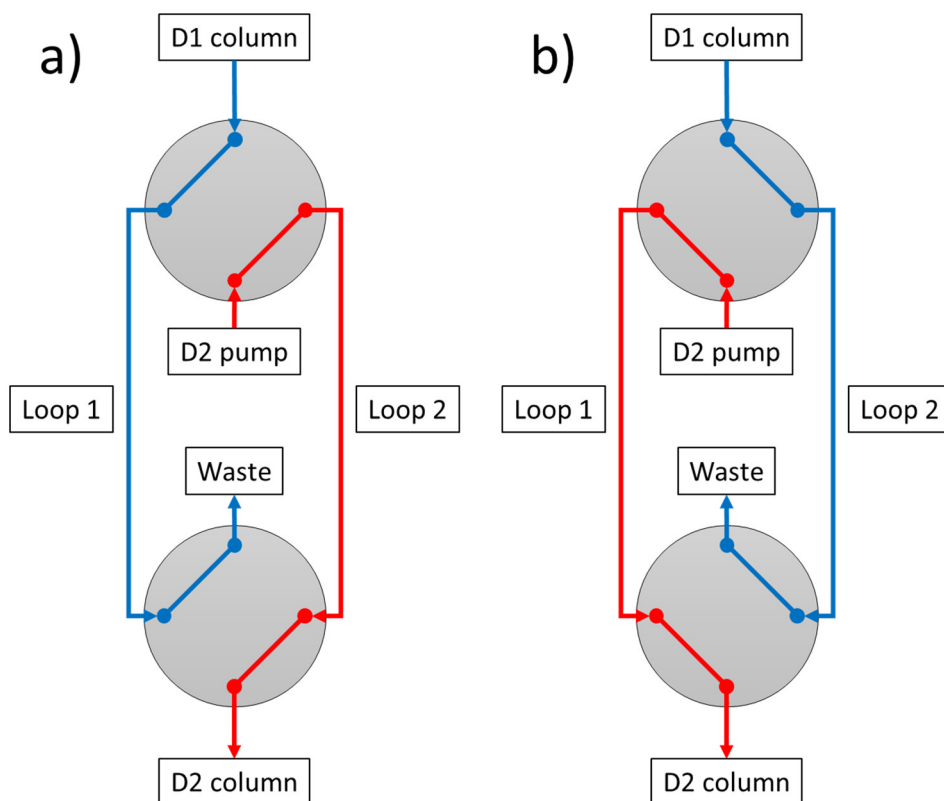 a)
D1 column
D2 pump
Loop 1
Loop 2
Waste
D2 column
b)
D1 column
D2 pump
Loop 1
Loop 2
Waste
D2 column